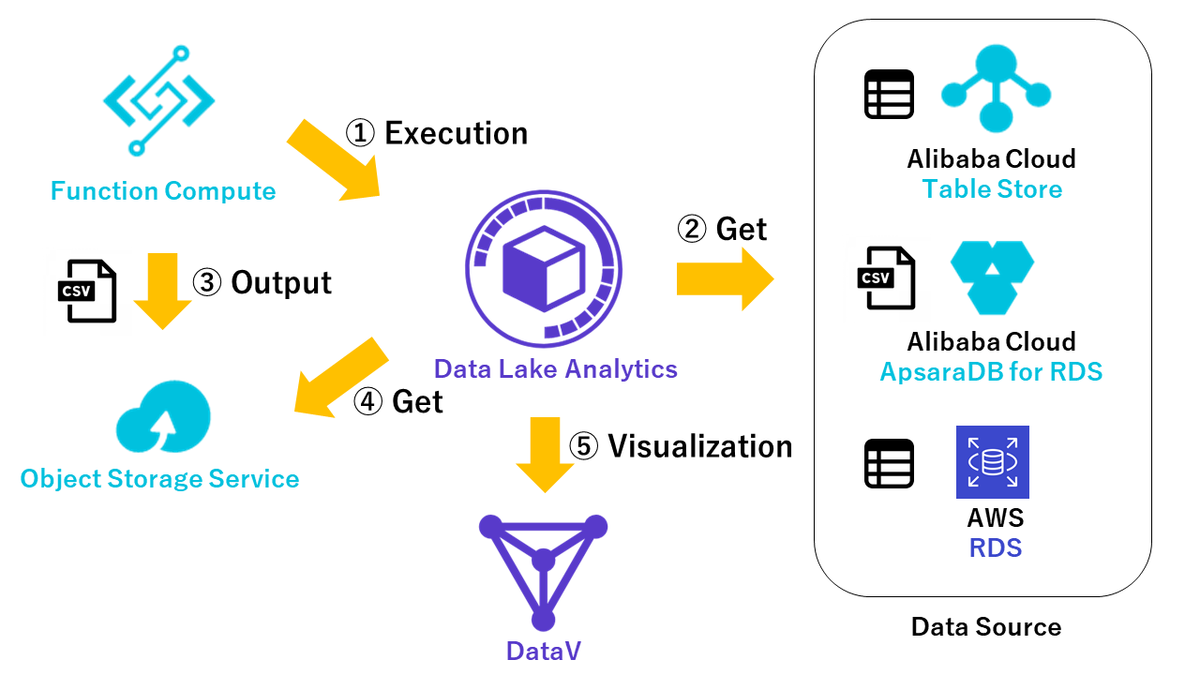 ① Execution
Function Compute
② Get
CSV
③ Output
Data Lake Analytics
④ Get
Object Storage Service
⑤ Visualization
DataV
Alibaba Cloud
Table Store
CSV
Alibaba Cloud
ApsaraDB for RDS
AWS
RDS
Data Source